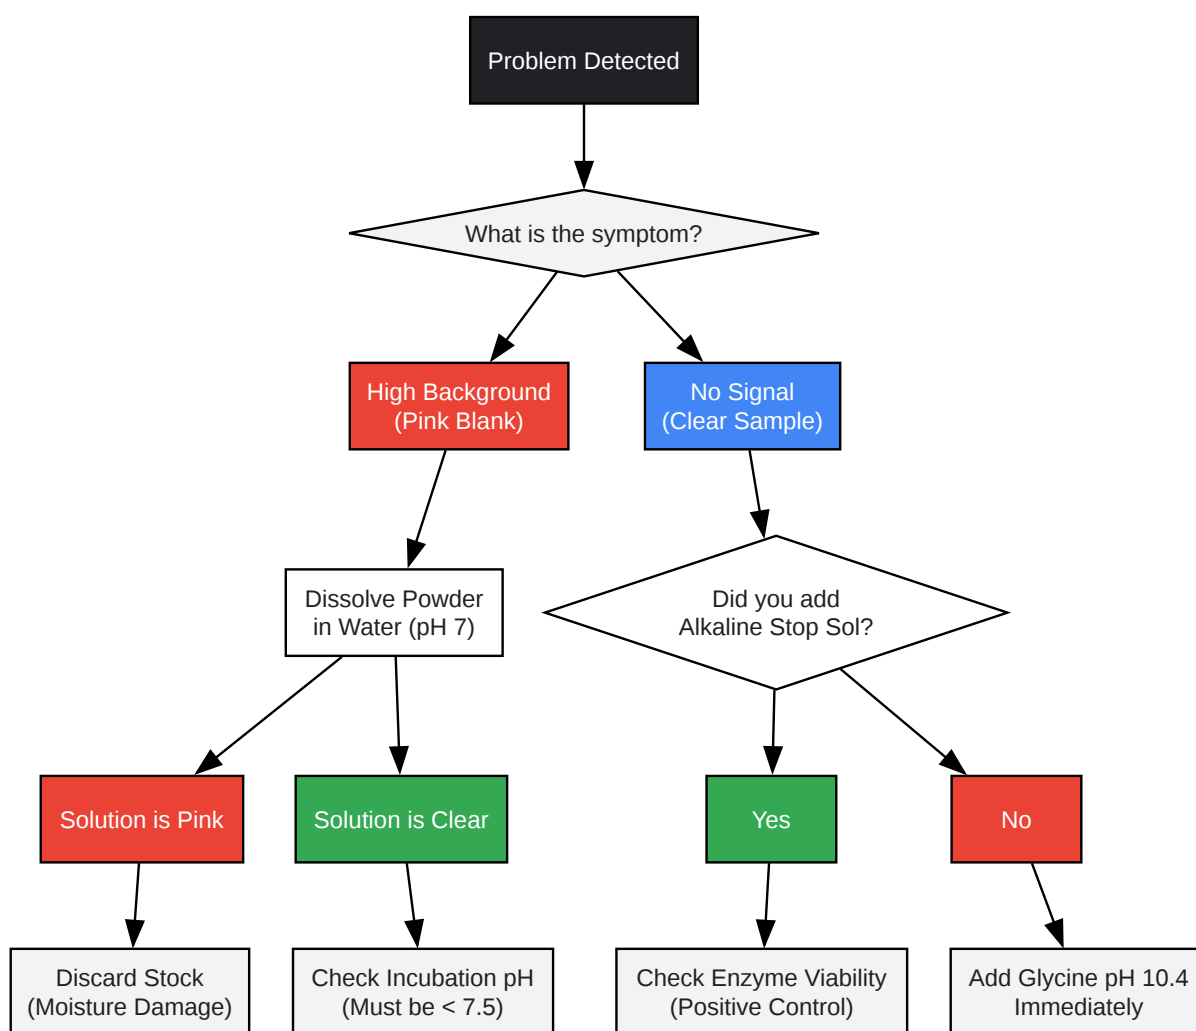 Problem Detected
What is the symptom?
High Background
(Pink Blank)
No Signal
(Clear Sample)
Dissolve Powder
in Water (pH 7)
Did you add
Alkaline Stop Sol?
Solution is Pink
Solution is Clear
Yes
No
Discard Stock
(Moisture Damage)
Check Incubation pH
(Must be < 7.5)
Check Enzyme Viability
(Positive Control)
Add Glycine pH 10.4
Immediately